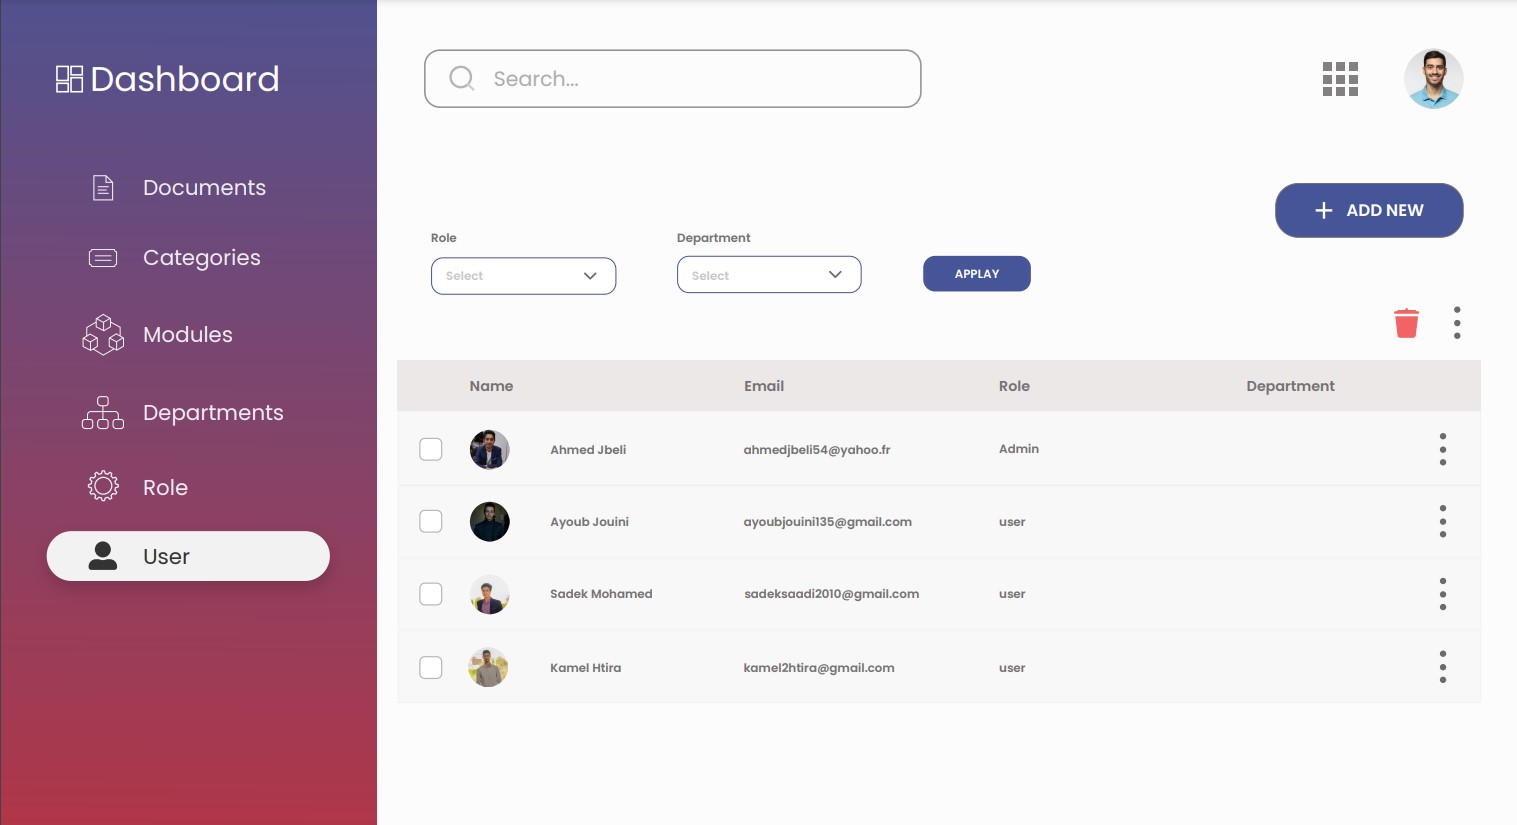 Dashboard
Search...
Documents
Categories
Modules
Departments
Role
User
ADD NEW
Role
Department
Select
Select
APPLAY
Name Email Role Department
Ahmed Jbeli ahmedjbeli54@yahoo.fr Admin
Ayoub Jouini ayoubjouini135@gmail.com user
Sadek Mohamed sadeksaadi2010@gmail.com user
Kamel Htira kamel2htira@gmail.com user